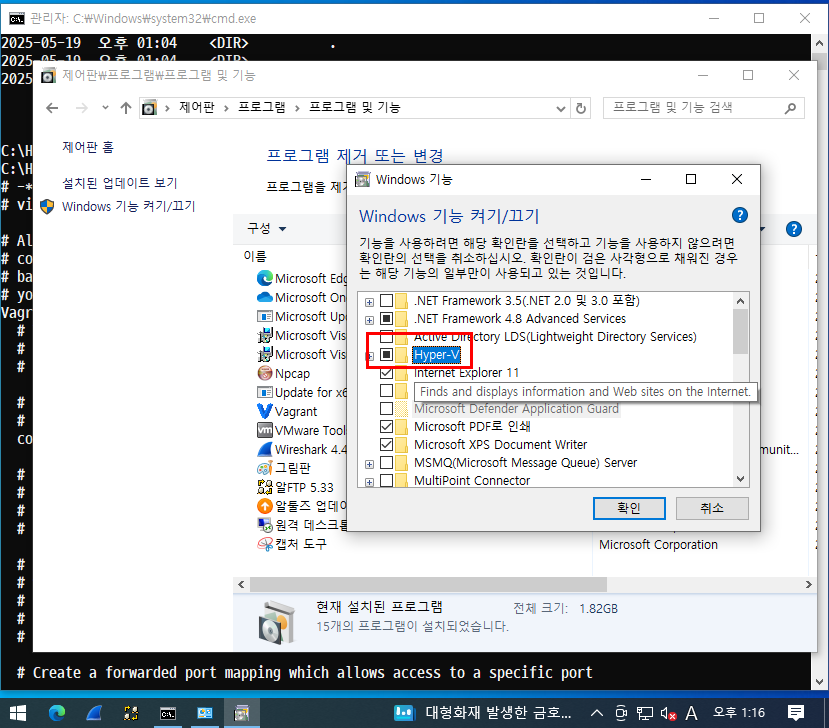 관리자: C:\Windows\system32\cmd.exe
2025-05-19 오후 01:04 <DIR> .
2025-05-19 오후 01:04 <DIR>
2025
제어판\프로그램\프로그램 및 기능
제어판 > 프로그램 > 프로그램 및 기능
프로그램 및 기능 검색
제어판 홈
설치된 업데이트 보기
Windows 기능 켜기/끄기
프로그램 제거 또는 변경
프로그램을 제거
구성
이름
Microsoft Edg
Microsoft On
Microsoft Upd
Microsoft Vis
Microsoft Vis
Npcap
Update for x6
Vagrant
VMware Tool
Wireshark 4.4
그림판
알FTP 5.33
알툴즈 업데이
원격 데스크톱
캡처 도구
munit...
Microsoft Corporation
Windows 기능
Windows 기능 켜기/끄기
기능을 사용하려면 해당 확인란을 선택하고 기능을 사용하지 않으려면
확인란의 선택을 취소하십시오. 확인란이 검은 사각형으로 채워진 경우
는 해당 기능의 일부만이 사용되고 있는 것입니다.
.NET Framework 3.5(.NET 2.0 및 3.0 포함)
.NET Framework 4.8 Advanced Services
Active Directory LDS(Lightweight Directory Services)
Hyper-V
Internet Explorer 11
Finds and displays information and Web sites on the Internet.
Microsoft Defender Application Guard
Microsoft PDF로 인쇄
Microsoft XPS Document Writer
MSMQ(Microsoft Message Queue) Server
MultiPoint Connector
확인
취소
현재 설치된 프로그램 전체 크기: 1.82GB
15개의 프로그램이 설치되었습니다.
C:\H
C:\H
# -*
# vi
# Al
# co
# ba
# yo
Vagr
#
#
#
#
#
co
#
#
#
#
#
#
#
#
#
# Create a forwarded port mapping which allows access to a specific port
대형화재 발생한 금호...
A
오후 1:16